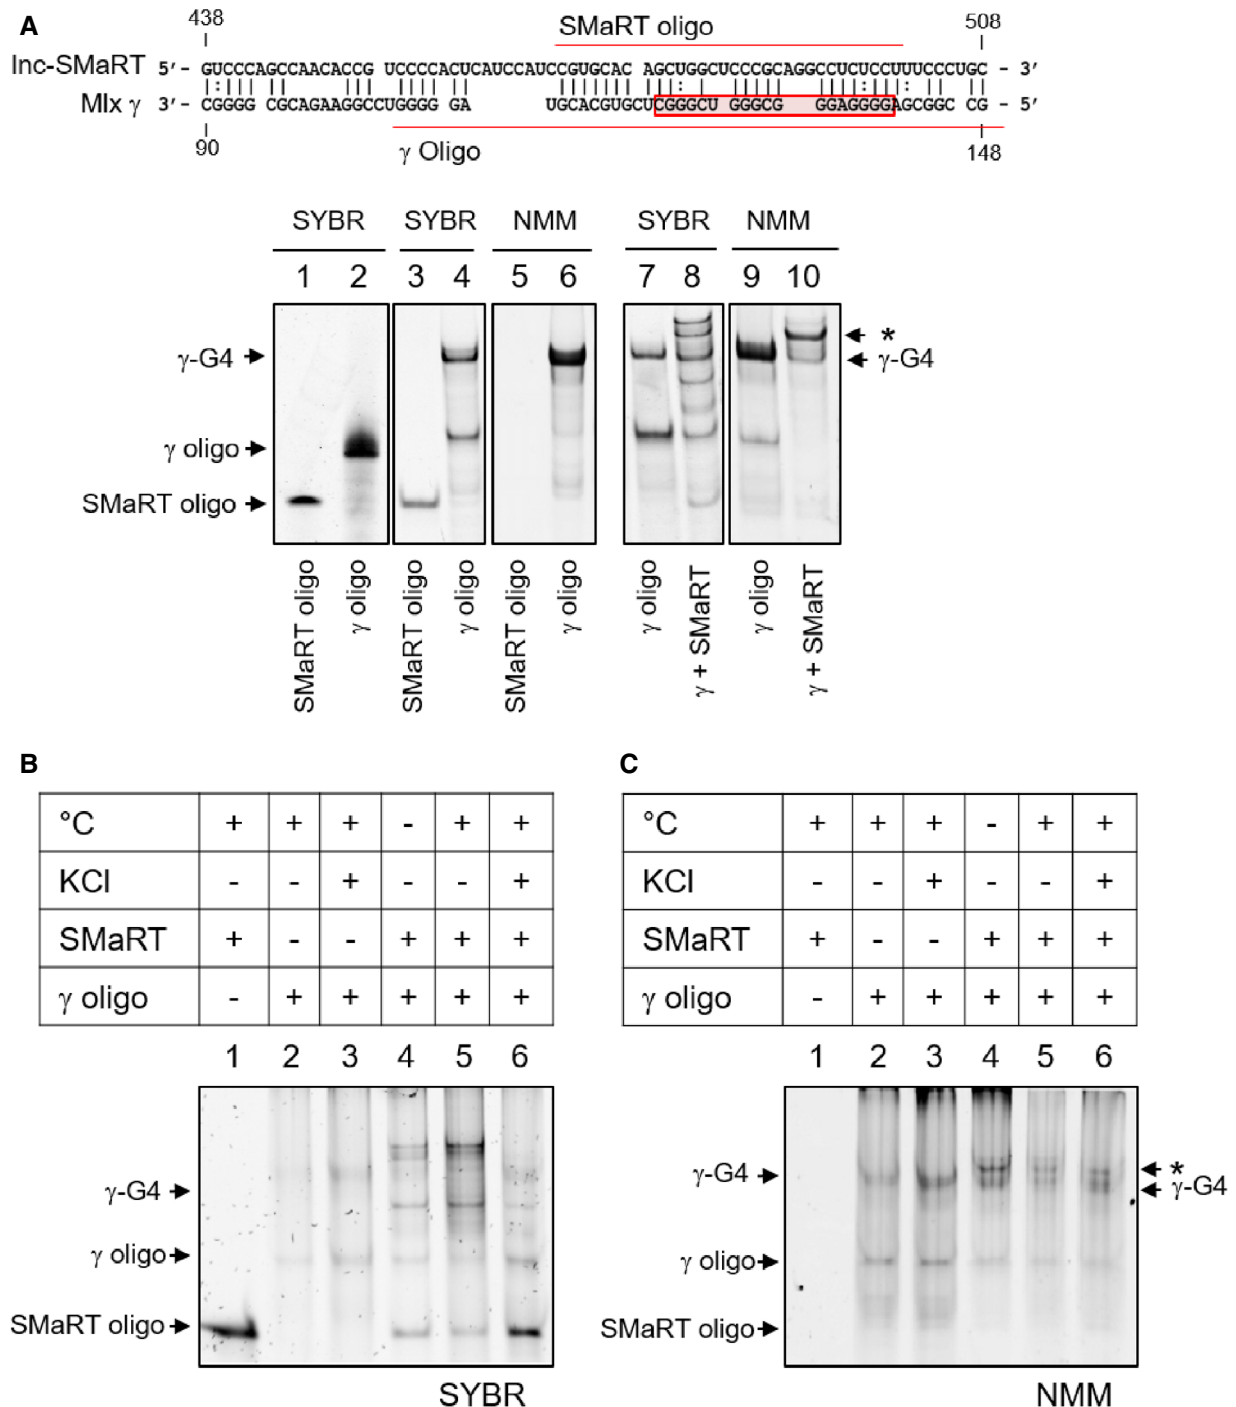 A
438
SMaRT oligo
508
lnc-SMaRT 5′- GUCCCAGCCAACACCG UCCCCACUCAUCCAUCCGUGCAC AGCUGGCUCCCGCAGGCCUCUCCUUUCCCUGC - 3′
Mlx γ 3′- CGGGG CGCAGAAGGCCUGGGG GA UGCACGUGCUCGGGCU GGGCG GGAGGGGAGCGGC CG - 5′
90
γ Oligo
148
SYBR SYBR NMM SYBR NMM
1 2 3 4 5 6 7 8 9 10
*
γ-G4 γ-G4
γ oligo
SMaRT oligo
SMaRT oligo γ oligo SMaRT oligo γ oligo SMaRT oligo γ oligo γ oligo γ + SMaRT γ oligo γ + SMaRT
B
°C + + + - + +
KCl - - + - - +
SMaRT + - - + + +
γ oligo - + + + + +
1 2 3 4 5 6
γ-G4
γ oligo
SMaRT oligo
SYBR
C
°C + + + - + +
KCl - - + - - +
SMaRT + - - + + +
γ oligo - + + + + +
1 2 3 4 5 6
γ-G4 *
γ-G4
γ oligo
SMaRT oligo
NMM